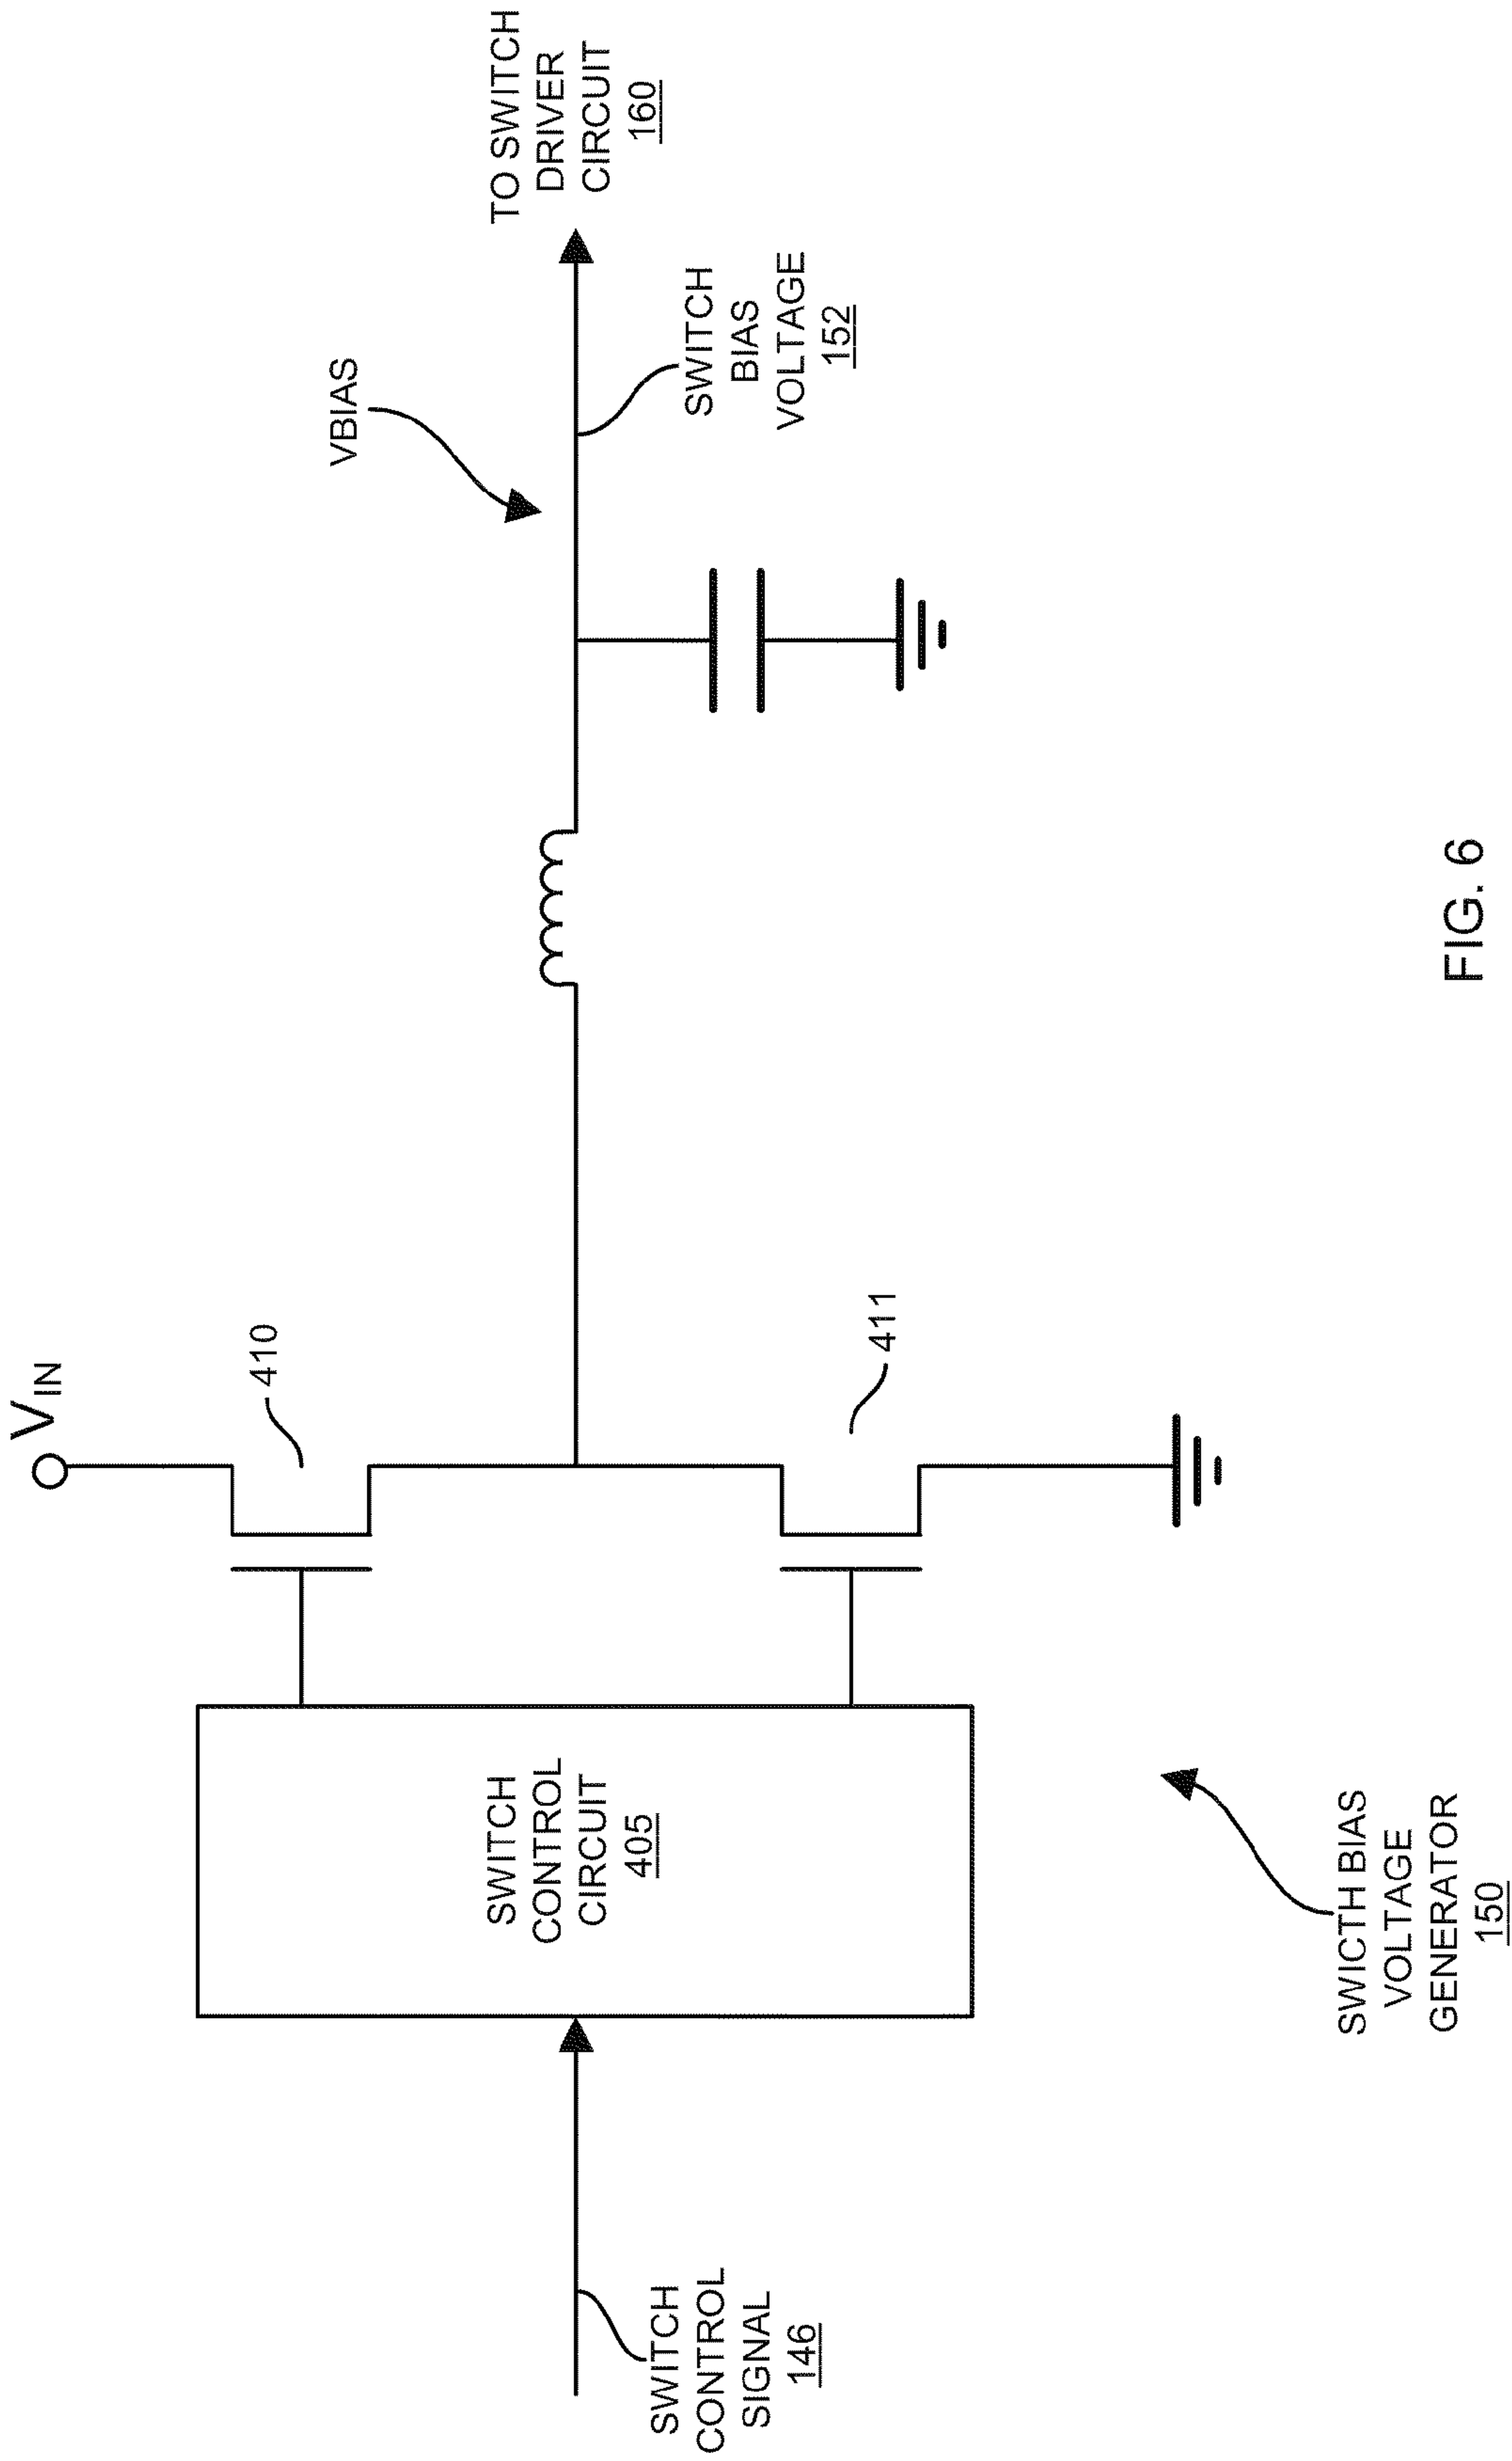 V_IN
410
VBIAS
TO SWITCH
DRIVER
CIRCUIT
160
SWITCH
CONTROL
CIRCUIT
405
SWITCH
CONTROL
SIGNAL
146
411
SWITCH
BIAS
VOLTAGE
152
SWICTH BIAS
VOLTAGE
GENERATOR
150
FIG. 6